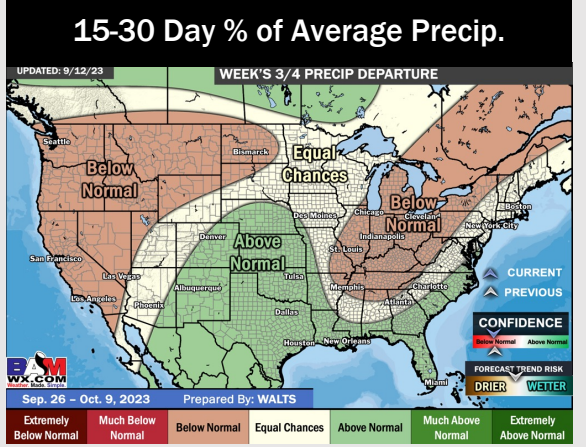 15-30 Day % of Average Precip.
UPDATED: 9/12/23
WEEK'S 3/4 PRECIP DEPARTURE
Seattle
Bismarck
Equal
Chances
Below
Normal
Below
Normal
Boston
Chicago
Clevelan
Des Moines
New York City
Indianapolis
Denver
Above
Normal
St. Louis
San Francisco
Las Vegas
Tulsa
CURRENT
Albuquerque
Memphis
Charlotte
PREVIOUS
Los Angeles
Phoenix
Atlanta
Dallas
CONFIDENCE
Below Normal
Above Normal
Houston
New Orleans
BAM
WX.COM
Weather. Made. Simple.
FORECAST TREND RISK
Miami
DRIER
WETTER
Sep. 26 – Oct. 9, 2023
Prepared By: WALTS
Extremely
Below Normal
Much Below
Normal
Below Normal
Equal Chances
Above Normal
Much Above
Normal
Extremely
Above Normal